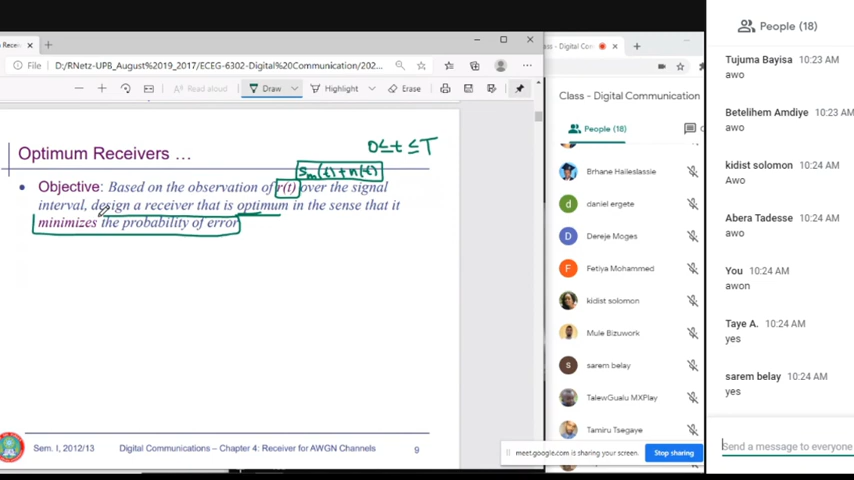 File
D:/RNetz-UPB_August%2019_2017/ECEG-6302-Digital%20Communication/202...
Read aloud
Draw
Highlight
Erase
Optimum Receivers ...
0≤t≤T
Sm(t)+n(t)
• Objective: Based on the observation of r(t) over the signal
interval, design a receiver that is optimum in the sense that it
minimizes the probability of error
Sem. I, 2012/13
Digital Communications – Chapter 4: Receiver for AWGN Channels
9
Class - Digital Communication
People (18)
Brhane Haileslassie
daniel ergete
Dereje Moges
Fetiya Mohammed
kidist solomon
Mule Bizuwork
sarem belay
TalewGualu MXPlay
Tamiru Tsegaye
meet.google.com is sharing your screen.
Stop sharing
People (18)
Tujuma Bayisa 10:23 AM
awo
Betelihem Amdiye 10:23 AM
awo
kidist solomon 10:24 AM
Awo
Abera Tadesse 10:24 AM
awo
You 10:24 AM
awon
Taye A. 10:24 AM
yes
sarem belay 10:24 AM
yes
Send a message to everyone